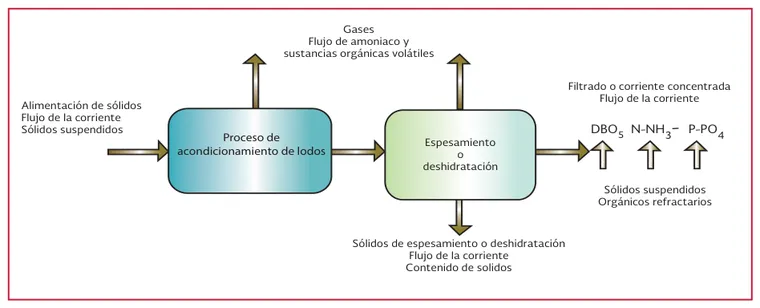 Gases
Flujo de amoniaco y
sustancias orgánicas volátiles
Alimentación de sólidos
Flujo de la corriente
Sólidos suspendidos
Proceso de
acondicionamiento de lodos
Espesamiento
o
deshidratación
Filtrado o corriente concentrada
Flujo de la corriente
DBO5 N-NH3– P-PO4
Sólidos suspendidos
Orgánicos refractarios
Sólidos de espesamiento o deshidratación
Flujo de la corriente
Contenido de solidos